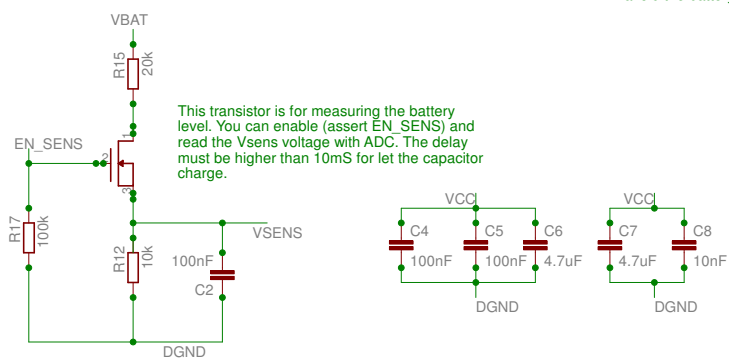 VBAT
R15
20k
This transistor is for measuring the battery
level. You can enable (assert EN_SENS) and
read the Vsens voltage with ADC. The delay
must be higher than 10mS for let the capacitor
charge.
1
EN_SENS
2
3
R17
100k
VSENS
R12
10k
100nF
C2
DGND
VCC
C4
C5
C6
100nF
100nF
4.7uF
DGND
VCC
C7
C8
4.7uF
10nF
DGND